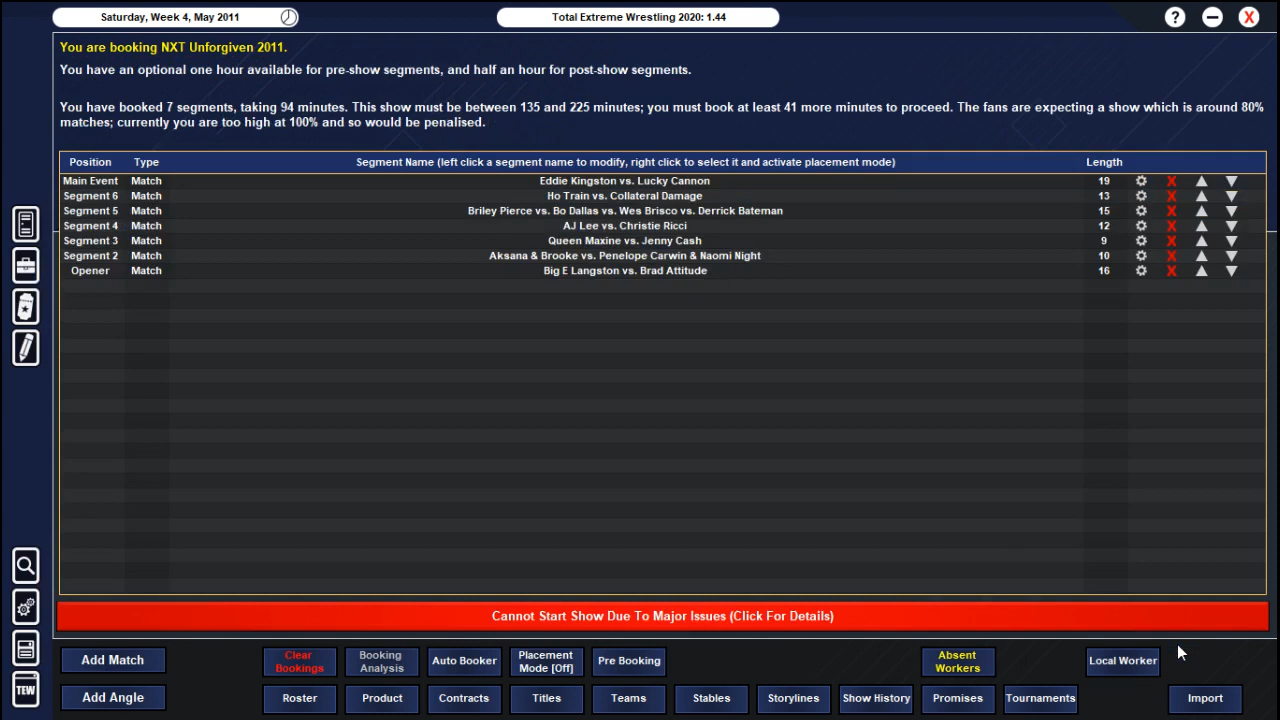 Saturday, Week 4, May 2011
Total Extreme Wrestling 2020: 1.44
?
X
You are booking NXT Unforgiven 2011.
You have an optional one hour available for pre-show segments, and half an hour for post-show segments.
You have booked 7 segments, taking 94 minutes. This show must be between 135 and 225 minutes; you must book at least 41 more minutes to proceed. The fans are expecting a show which is around 80%
matches; currently you are too high at 100% and so would be penalised.
Position Type Segment Name (left click a segment name to modify, right click to select it and activate placement mode) Length
Main Event Match Eddie Kingston vs. Lucky Cannon 19 X
Segment 6 Match Ho Train vs. Collateral Damage 13 X
Segment 5 Match Briley Pierce vs. Bo Dallas vs. Wes Brisco vs. Derrick Bateman 15 X
Segment 4 Match AJ Lee vs. Christie Ricci 12 X
Segment 3 Match Queen Maxine vs. Jenny Cash 9 X
Segment 2 Match Aksana & Brooke vs. Penelope Carwin & Naomi Night 10 X
Opener Match Big E Langston vs. Brad Attitude 16 X
Cannot Start Show Due To Major Issues (Click For Details)
Add Match
Clear
Bookings
Booking
Analysis
Auto Booker
Placement
Mode [Off]
Pre Booking
Absent
Workers
Local Worker
TEW
Add Angle
Roster
Product
Contracts
Titles
Teams
Stables
Storylines
Show History
Promises
Tournaments
Import